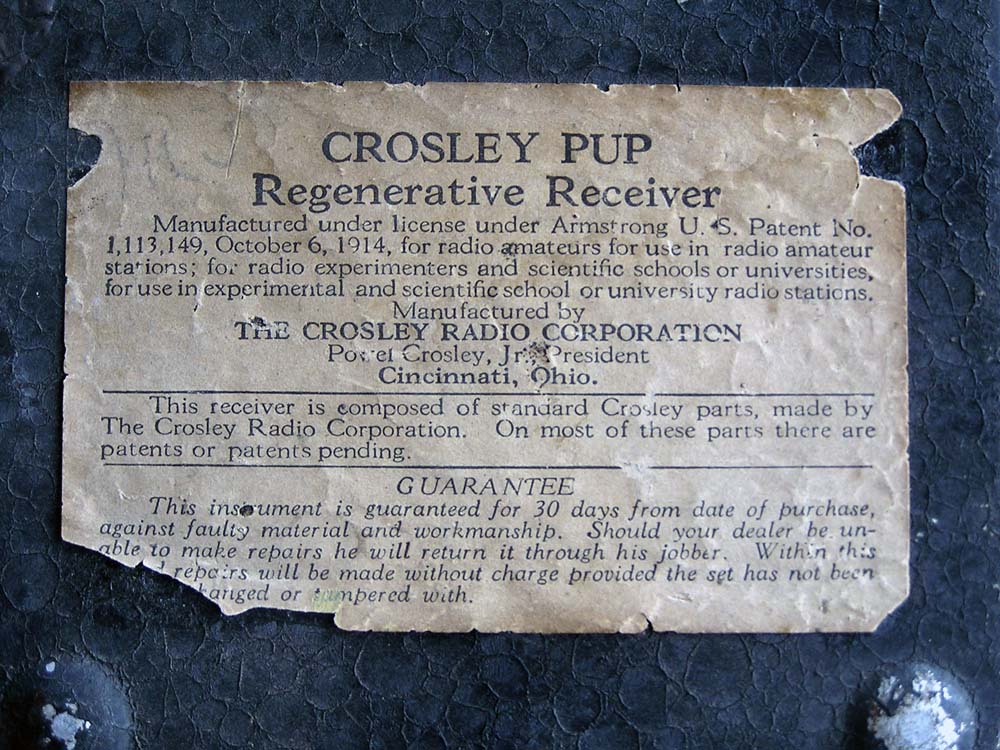 CROSLEY PUP
Regenerative Receiver
Manufactured under license under Armstrong U. S. Patent No.
1,113,149, October 6, 1914, for radio amateurs for use in radio amateur
stations; for radio experimenters and scientific schools or universities,
for use in experimental and scientific school or university radio stations.
Manufactured by
THE CROSLEY RADIO CORPORATION
Powel Crosley, Jr., President
Cincinnati, Ohio.
This receiver is composed of standard Crosley parts, made by
The Crosley Radio Corporation. On most of these parts there are
patents or patents pending.
GUARANTEE
This instrument is guaranteed for 30 days from date of purchase,
against faulty material and workmanship. Should your dealer be un-
able to make repairs he will return it through his jobber. Within this
repairs will be made without charge provided the set has not been
hanged or tampered with.